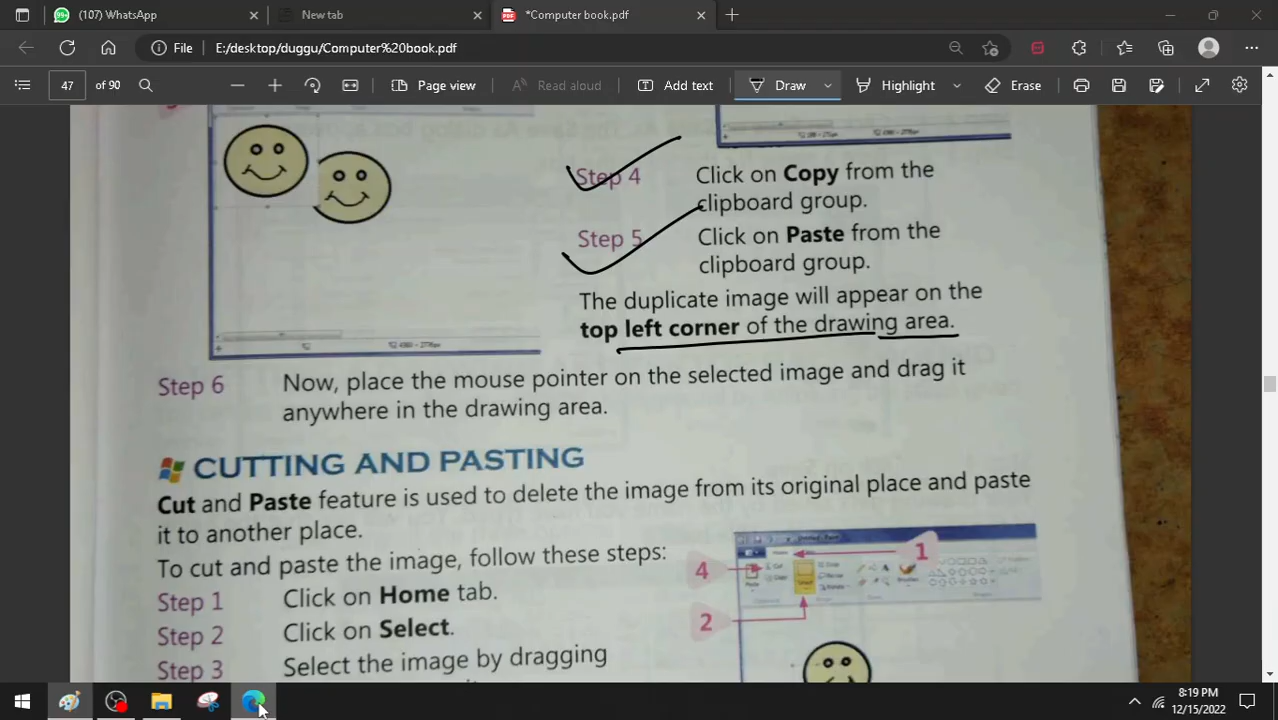 (107) WhatsApp
New tab
*Computer book.pdf
File
E:/desktop/duggu/Computer%20book.pdf
47 of 90
Page view
Read aloud
Add text
Draw
Highlight
Erase
Step 4 Click on Copy from the
clipboard group.
Step 5 Click on Paste from the
clipboard group.
The duplicate image will appear on the
top left corner of the drawing area.
Step 6 Now, place the mouse pointer on the selected image and drag it
anywhere in the drawing area.
CUTTING AND PASTING
Cut and Paste feature is used to delete the image from its original place and paste
it to another place.
To cut and paste the image, follow these steps:
Step 1 Click on Home tab.
Step 2 Click on Select.
Step 3 Select the image by dragging
1
4
2
8:19 PM
12/15/2022